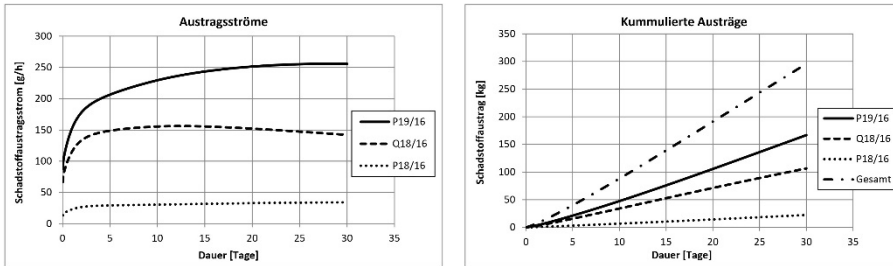 Austragsströme
Schadstoffaustragsstrom [g/h]
300
250
200
150
100
50
0
0 5 10 15 20 25 30 35
Dauer [Tage]
P19/16
Q18/16
P18/16
Kummulierte Austräge
Schadstoffaustrag [kg]
350
300
250
200
150
100
50
0
0 5 10 15 20 25 30 35
Dauer [Tage]
P19/16
Q18/16
P18/16
Gesamt